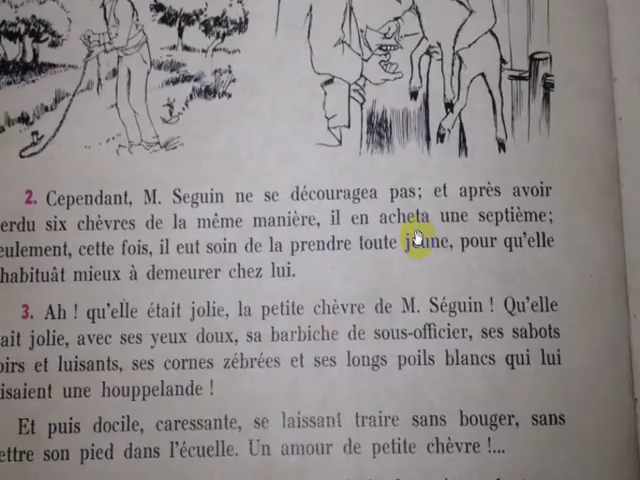 2. Cependant, M. Seguin ne se découragea pas; et après avoir
erdu six chèvres de la même manière, il en acheta une septième;
eulement, cette fois, il eut soin de la prendre toute jeune, pour qu'elle
habituât mieux à demeurer chez lui.
3. Ah ! qu'elle était jolie, la petite chèvre de M. Séguin ! Qu'elle
ait jolie, avec ses yeux doux, sa barbiche de sous-officier, ses sabots
oirs et luisants, ses cornes zébrées et ses longs poils blancs qui lui
isaient une houppelande !
Et puis docile, caressante, se laissant traire sans bouger, sans
ettre son pied dans l'écuelle. Un amour de petite chèvre !...